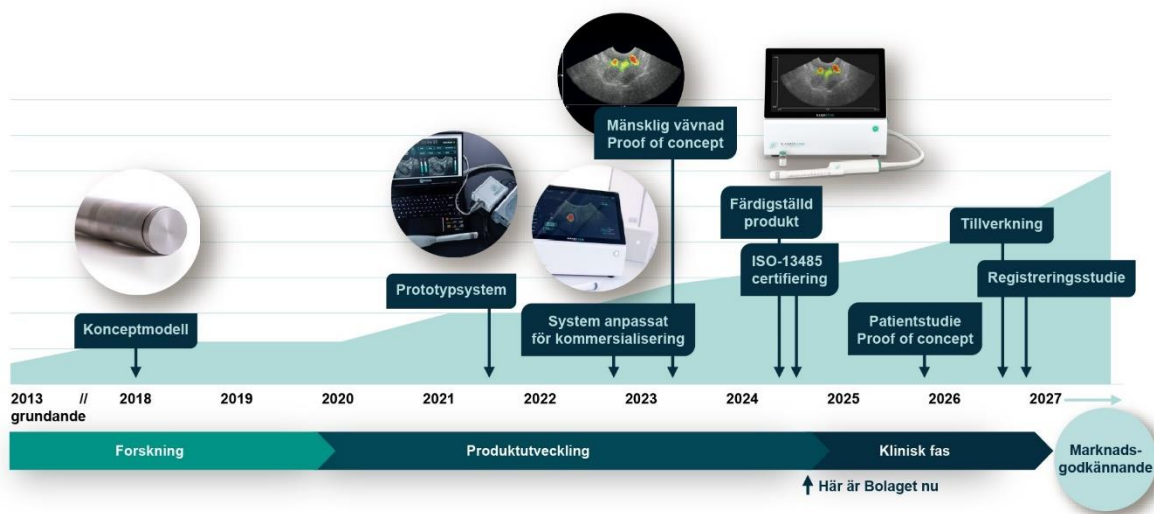 Mänsklig vävnad
Proof of concept
Färdigställd
produkt
Tillverkning
ISO-13485
certifiering
Registreringsstudie
Prototypsystem
Konceptmodell
System anpassat
för kommersialisering
Patientstudie
Proof of concept
2013 // 2018 2019 2020 2021 2022 2023 2024 2025 2026 2027
grundande
Forskning Produktutveckling Klinisk fas
Marknads-
godkännande
Här är Bolaget nu